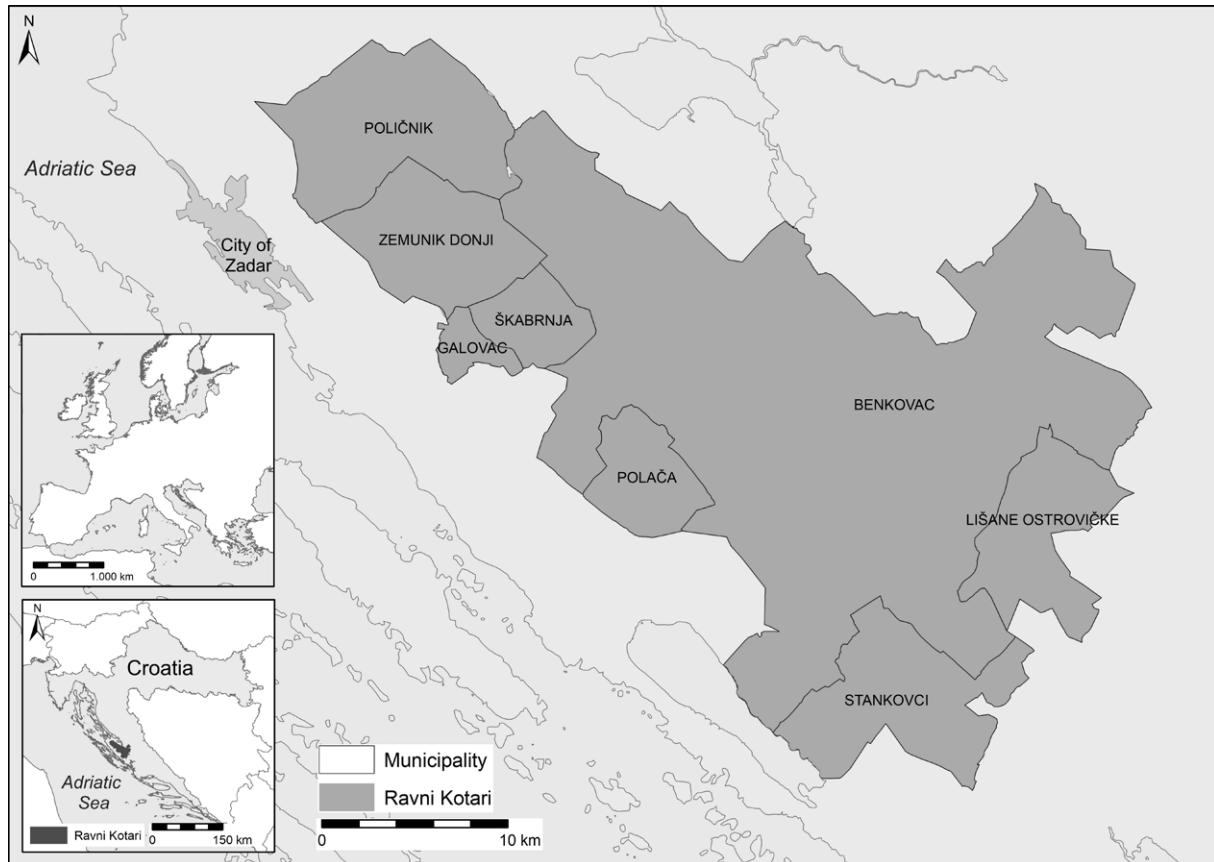 N
POLIČNIK
Adriatic Sea
ZEMUNIK DONJI
City of
Zadar
ŠKABRNJA
GALOVAC
BENKOVAC
POLAČA
LIŠANE OSTROVIČKE
STANKOVCI
0 1.000 km
N
Croatia
Adriatic
Sea
Ravni Kotari
0 150 km
Municipality
Ravni Kotari
0 10 km